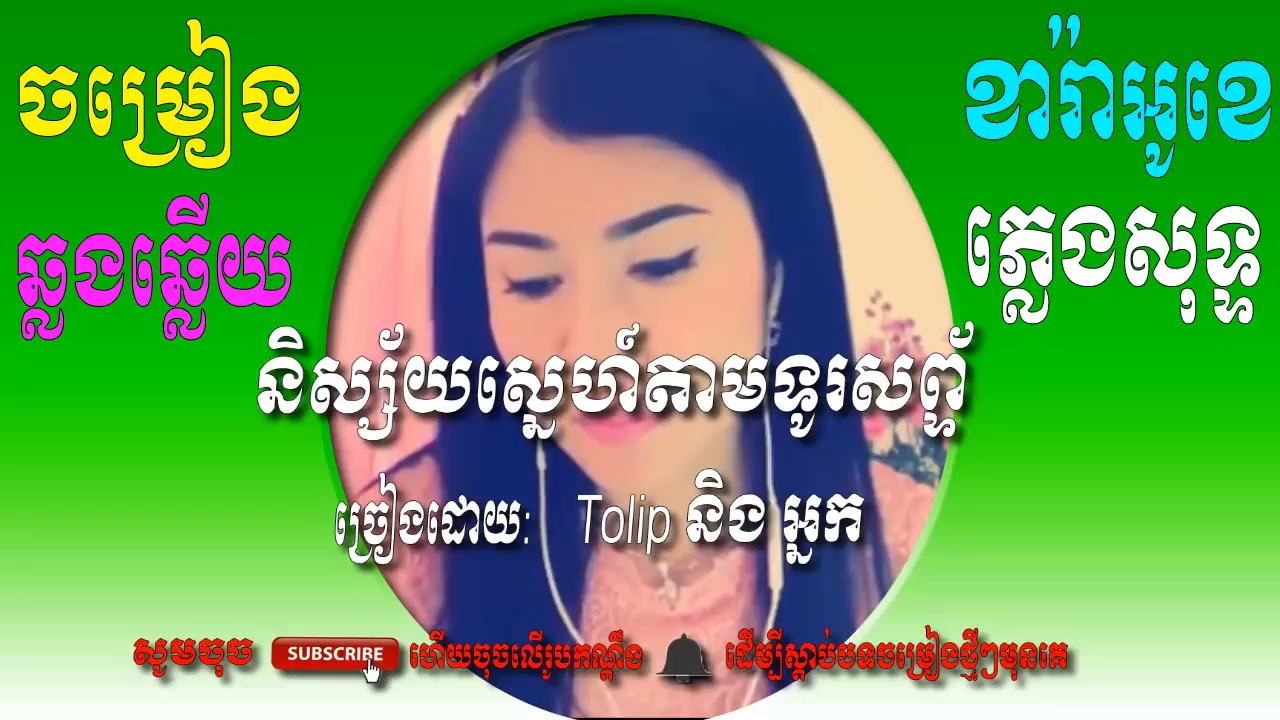 ចម្រៀង
ឆ្លងឆ្លើយ
ខារ៉ាអូខេ
ភ្លេងសុទ្ធ
និស្ស័យស្នេហ៍តាមទូរសព្ទ័
ច្រៀងដោយ: Tolip និង អ្នក
សូមចុច SUBSCRIBE ហើយចុចលើរូបកណ្តឹង ដើម្បីស្តាប់បទចម្រៀងថ្មីៗមុនគេ